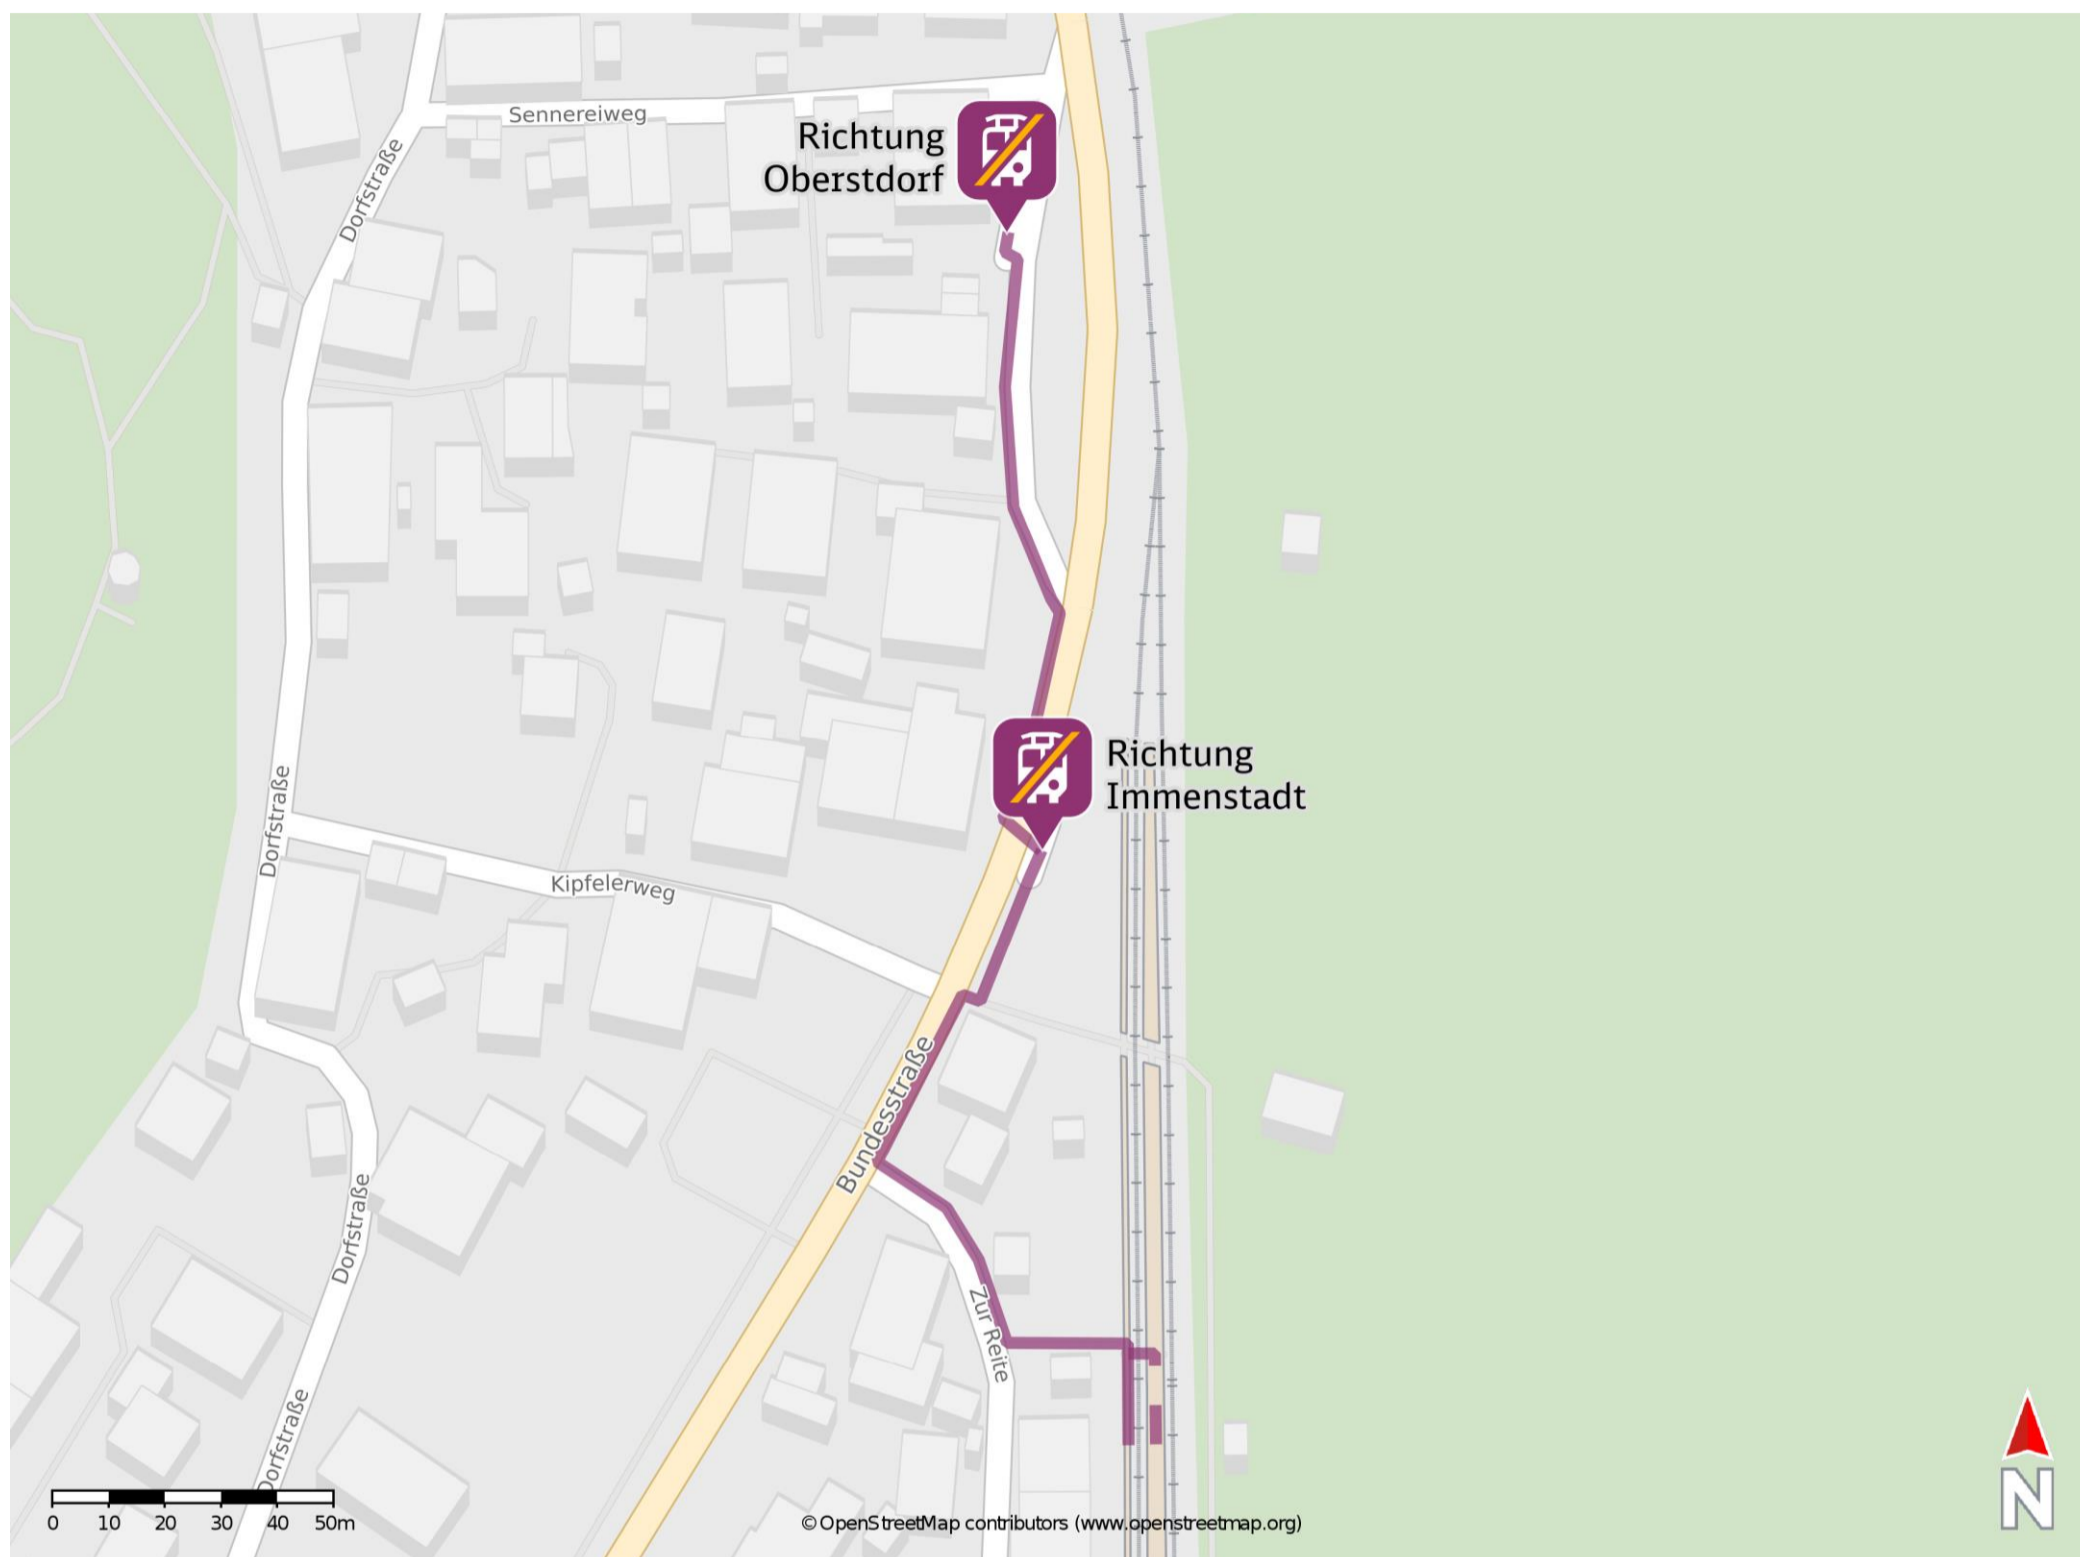 Sennereiweg
Richtung
Oberstdorf
Dorfstraße
Richtung
Immenstadt
Dorfstraße
Kipfelerweg
Bundesstraße
Dorfstraße
Zur Reite
Dorfstraße
0 10 20 30 40 50m
© OpenStreetMap contributors (www.openstreetmap.org)
N